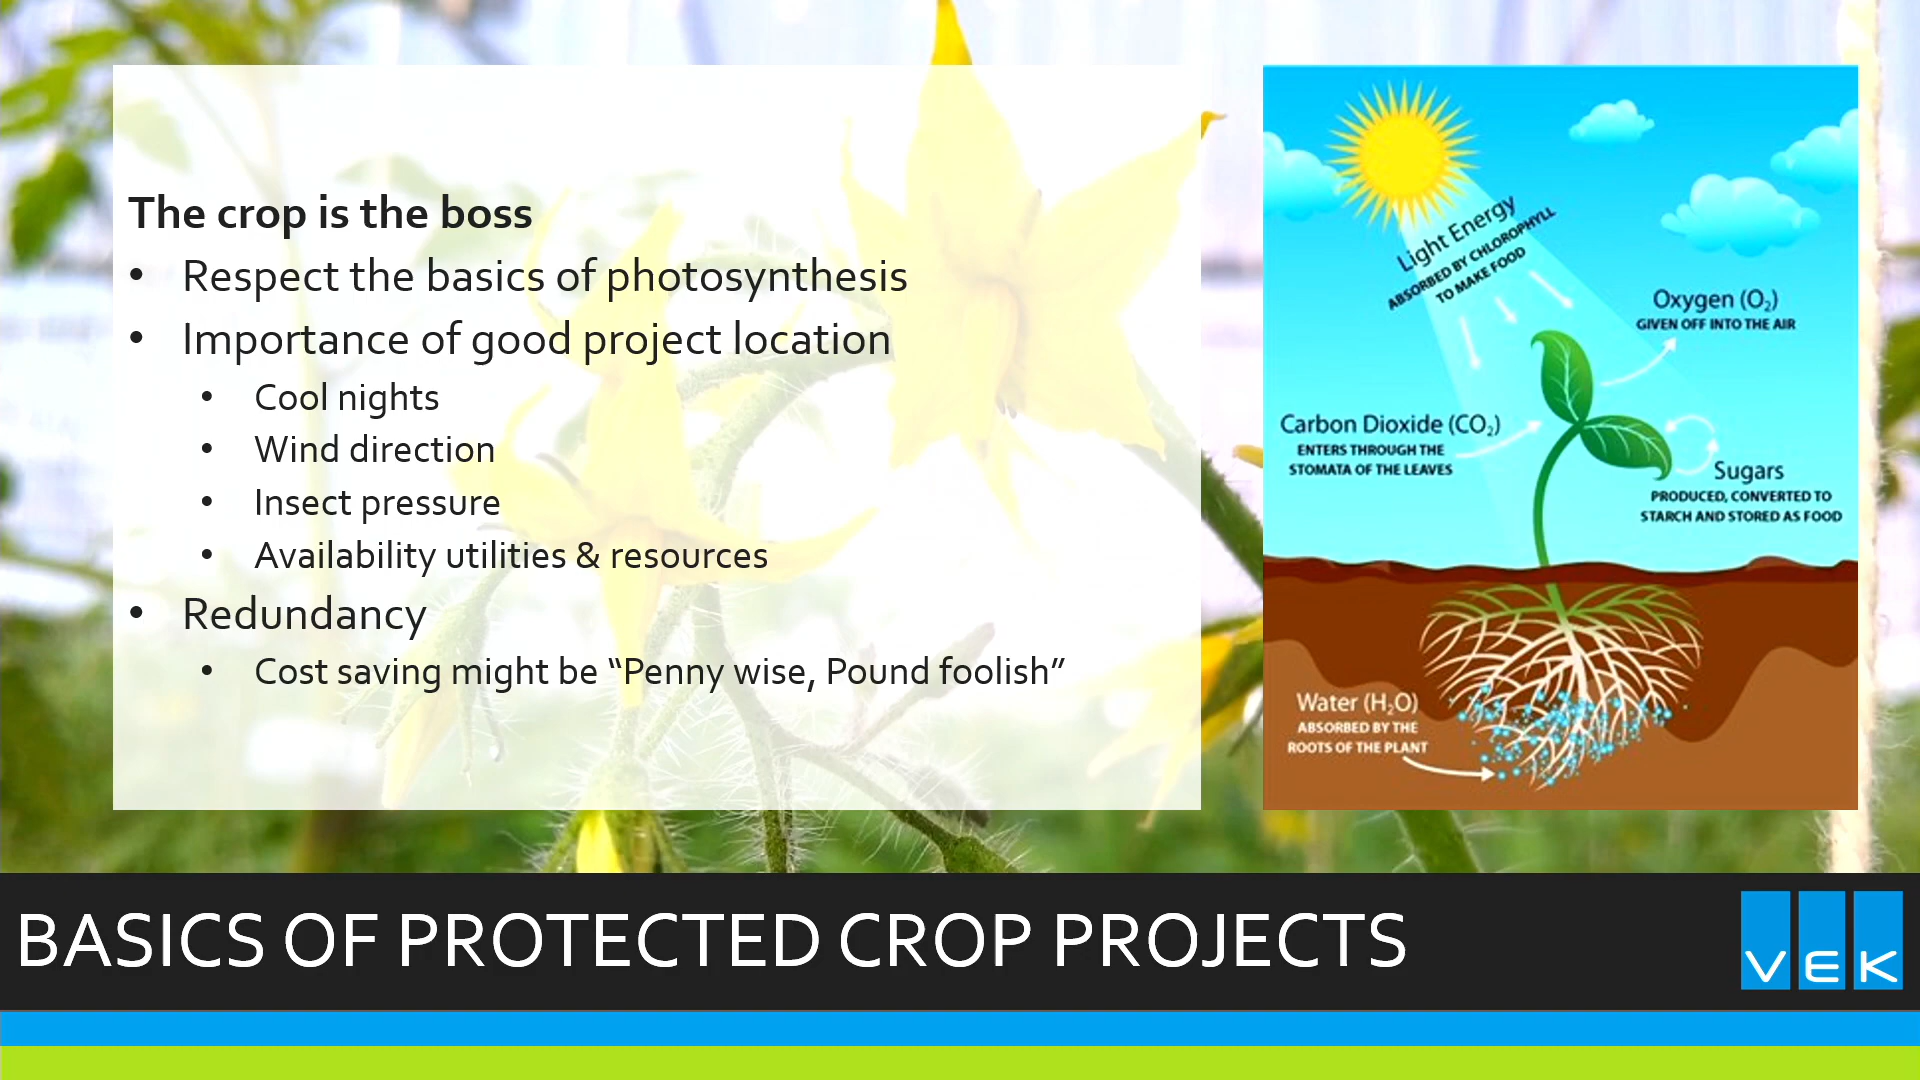 The crop is the boss
• Respect the basics of photosynthesis
• Importance of good project location
• Cool nights
• Wind direction
• Insect pressure
• Availability utilities & resources
• Redundancy
• Cost saving might be “Penny wise, Pound foolish”
Light Energy
ABSORBED BY CHLOROPHYLL
TO MAKE FOOD
Oxygen (O₂)
GIVEN OFF INTO THE AIR
Carbon Dioxide (CO₂)
ENTERS THROUGH THE
STOMATA OF THE LEAVES
Sugars
PRODUCED, CONVERTED TO
STARCH AND STORED AS FOOD
Water (H₂O)
ABSORBED BY THE
ROOTS OF THE PLANT
BASICS OF PROTECTED CROP PROJECTS
VEK